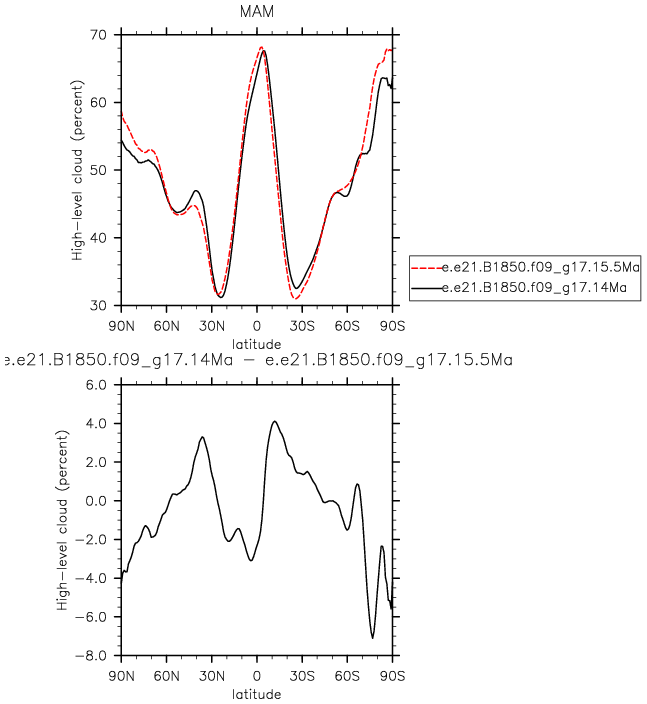 MAM
70
60
50
40
30
High-level cloud (percent)
90N 60N 30N 0 30S 60S 90S
latitude
e.e21.B1850.f09_g17.15.5Ma
e.e21.B1850.f09_g17.14Ma
e.e21.B1850.f09_g17.14Ma - e.e21.B1850.f09_g17.15.5Ma
6.0
4.0
2.0
0.0
-2.0
-4.0
-6.0
-8.0
High-level cloud (percent)
90N 60N 30N 0 30S 60S 90S
latitude